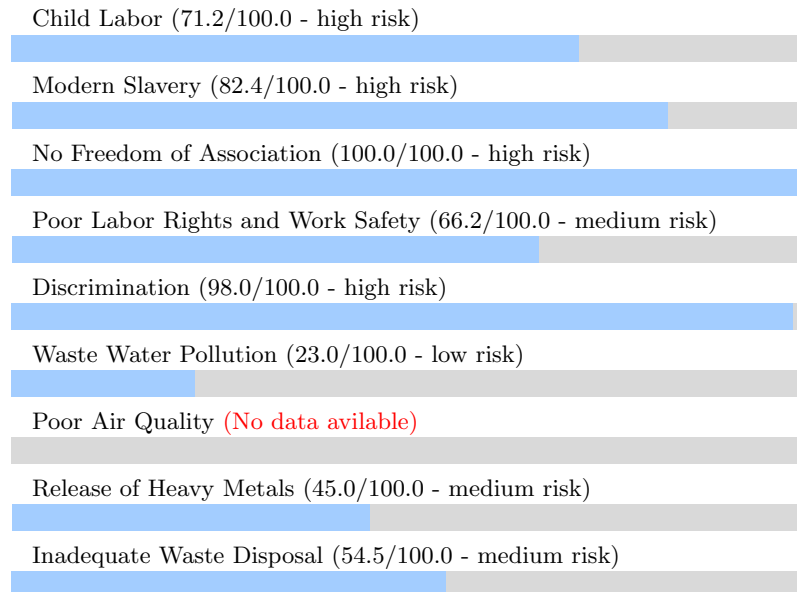 Child Labor (71.2/100.0 - high risk)
Modern Slavery (82.4/100.0 - high risk)
No Freedom of Association (100.0/100.0 - high risk)
Poor Labor Rights and Work Safety (66.2/100.0 - medium risk)
Discrimination (98.0/100.0 - high risk)
Waste Water Pollution (23.0/100.0 - low risk)
Poor Air Quality (No data avilable)
Release of Heavy Metals (45.0/100.0 - medium risk)
Inadequate Waste Disposal (54.5/100.0 - medium risk)